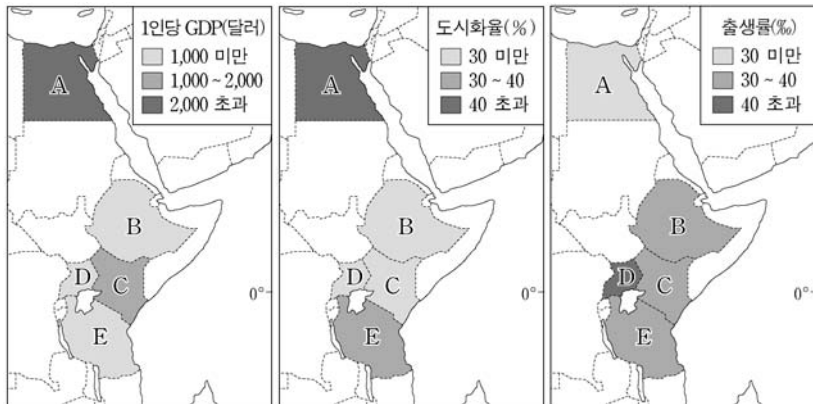 1인당 GDP(달러)
1,000 미만
1,000~2,000
2,000 초과
A
B
C
D
E
0°
도시화율(%)
30 미만
30~40
40 초과
A
B
C
D
E
0°
출생률(‰)
30 미만
30~40
40 초과
A
B
C
D
E
0°